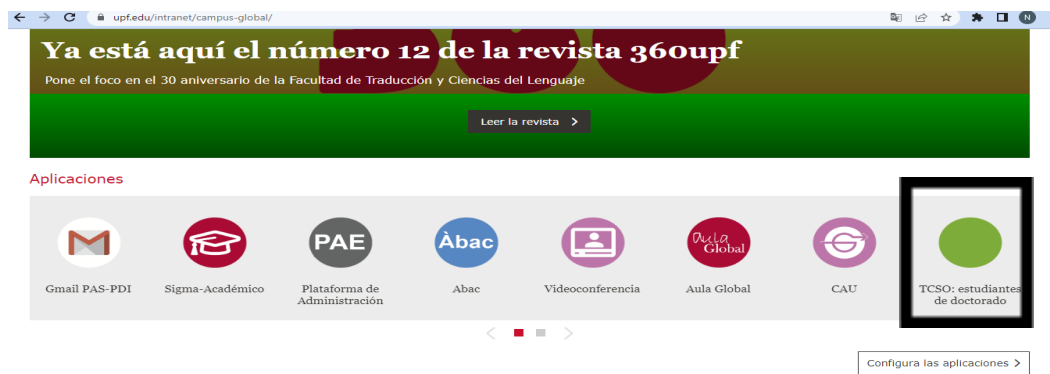 upf.edu/intranet/campus-global/
N
Ya está aquí el número 12 de la revista 360upf
Pone el foco en el 30 aniversario de la Facultad de Traducción y Ciencias del Lenguaje
Leer la revista >
Aplicaciones
PAE
Àbac
Aula
Global
Gmail PAS-PDI
Sigma-Académico
Plataforma de
Administración
Abac
Videoconferencia
Aula Global
CAU
TCSO: estudiantes
de doctorado
Configura las aplicaciones >